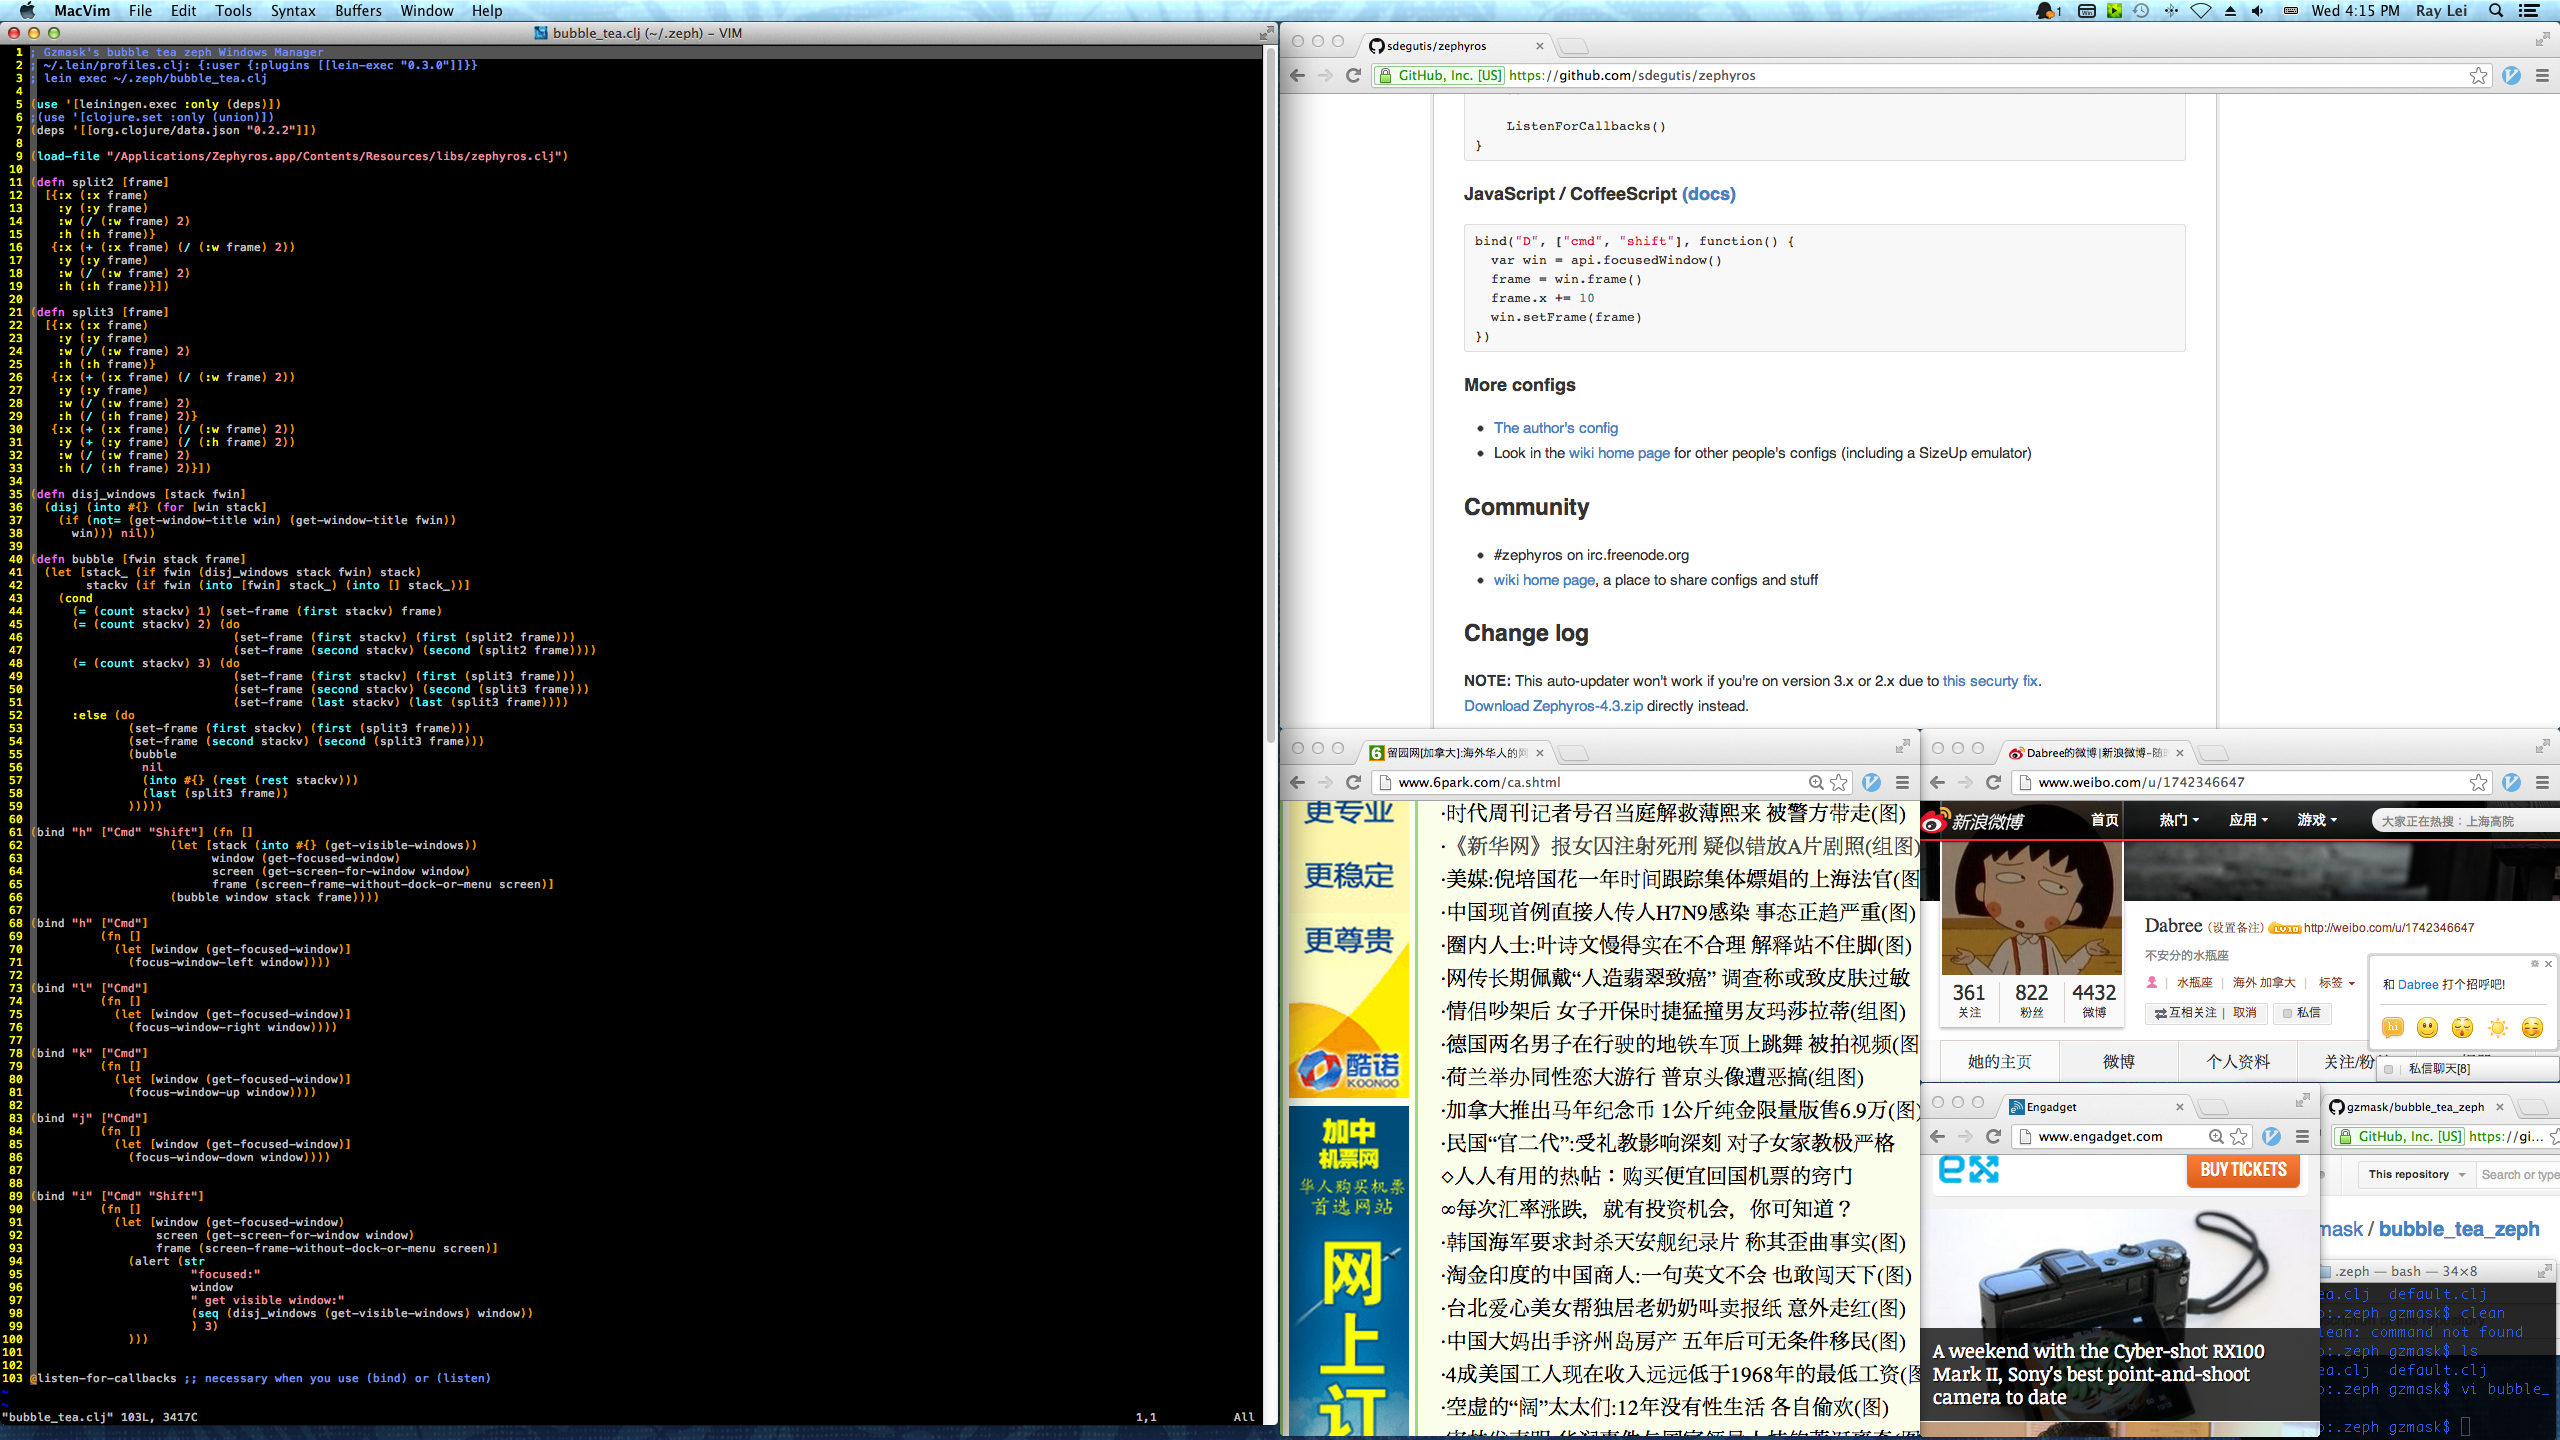 MacVim File Edit Tools Syntax Buffers Window Help
1 Wed 4:15 PM Ray Lei
bubble_tea.clj (~/.zeph) – VIM
1 ; Gzmask's bubble tea zeph Windows Manager
2 ; ~/.lein/profiles.clj: {:user {:plugins [[lein-exec "0.3.0"]]}}
3 ; lein exec ~/.zeph/bubble_tea.clj
4
5 (use '[leiningen.exec :only (deps)])
6 ;(use '[clojure.set :only (union)])
7 (deps '[[org.clojure/data.json "0.2.2"]])
8
9 (load-file "/Applications/Zephyros.app/Contents/Resources/libs/zephyros.clj")
10
11 (defn split2 [frame]
12   [{:x (:x frame)
13     :y (:y frame)
14     :w (/ (:w frame) 2)
15     :h (:h frame)}
16    {:x (+ (:x frame) (/ (:w frame) 2))
17     :y (:y frame)
18     :w (/ (:w frame) 2)
19     :h (:h frame)}])
20
21 (defn split3 [frame]
22   [{:x (:x frame)
23     :y (:y frame)
24     :w (/ (:w frame) 2)
25     :h (:h frame)}
26    {:x (+ (:x frame) (/ (:w frame) 2))
27     :y (:y frame)
28     :w (/ (:w frame) 2)
29     :h (/ (:h frame) 2)}
30    {:x (+ (:x frame) (/ (:w frame) 2))
31     :y (+ (:y frame) (/ (:h frame) 2))
32     :w (/ (:w frame) 2)
33     :h (/ (:h frame) 2)}])
34
35 (defn disj_windows [stack fwin]
36   (disj (into #{} (for [win stack]
37     (if (not= (get-window-title win) (get-window-title fwin))
38       win))) nil))
39
40 (defn bubble [fwin stack frame]
41   (let [stack_ (if fwin (disj_windows stack fwin) stack)
42         stackv (if fwin (into [fwin] stack_) (into [] stack_))]
43     (cond
44       (= (count stackv) 1) (set-frame (first stackv) frame)
45       (= (count stackv) 2) (do
46                              (set-frame (first stackv) (first (split2 frame)))
47                              (set-frame (second stackv) (second (split2 frame))))
48       (= (count stackv) 3) (do
49                              (set-frame (first stackv) (first (split3 frame)))
50                              (set-frame (second stackv) (second (split3 frame)))
51                              (set-frame (last stackv) (last (split3 frame))))
52       :else (do
53               (set-frame (first stackv) (first (split3 frame)))
54               (set-frame (second stackv) (second (split3 frame)))
55               (bubble
56                 nil
57                 (into #{} (rest (rest stackv)))
58                 (last (split3 frame))
59               )))))
60
61 (bind "h" ["Cmd" "Shift"] (fn []
62                     (let [stack (into #{} (get-visible-windows))
63                           window (get-focused-window)
64                           screen (get-screen-for-window window)
65                           frame (screen-frame-without-dock-or-menu screen)]
66                     (bubble window stack frame))))
67
68 (bind "h" ["Cmd"]
69           (fn []
70             (let [window (get-focused-window)]
71               (focus-window-left window))))
72
73 (bind "l" ["Cmd"]
74           (fn []
75             (let [window (get-focused-window)]
76               (focus-window-right window))))
77
78 (bind "k" ["Cmd"]
79           (fn []
80             (let [window (get-focused-window)]
81               (focus-window-up window))))
82
83 (bind "j" ["Cmd"]
84           (fn []
85             (let [window (get-focused-window)]
86               (focus-window-down window))))
87
88
89 (bind "i" ["Cmd" "Shift"]
90           (fn []
91             (let [window (get-focused-window)
92                   screen (get-screen-for-window window)
93                   frame (screen-frame-without-dock-or-menu screen)]
94               (alert (str
95                        "focused:"
96                        window
97                        " get visible window:"
98                        (seq (disj_windows (get-visible-windows) window))
99                        ) 3)
100               )))
101
102
103 @listen-for-callbacks ;; necessary when you use (bind) or (listen)
~
~
"bubble_tea.clj" 103L, 3417C 1,1 All
sdegutis/zephyros
GitHub, Inc. [US] https://github.com/sdegutis/zephyros
ListenForCallbacks()
}
JavaScript / CoffeeScript (docs)
bind("D", ["cmd", "shift"], function() {
  var win = api.focusedWindow()
  frame = win.frame()
  frame.x += 10
  win.setFrame(frame)
})
More configs
• The author's config
• Look in the wiki home page for other people's configs (including a SizeUp emulator)
Community
• #zephyros on irc.freenode.org
• wiki home page, a place to share configs and stuff
Change log
NOTE: This auto-updater won't work if you're on version 3.x or 2.x due to this securty fix.
Download Zephyros-4.3.zip directly instead.
6 留园网[加拿大]:海外华人的
www.6park.com/ca.shtml
更专业
更稳定
更尊贵
酷诺
KOONOO
加中
机票网
华人购买机票
首选网站
网
上
订
·时代周刊记者号召当庭解救薄熙来 被警方带走(图)
·《新华网》报女囚注射死刑 疑似错放A片剧照(组图)
·美媒:倪培国花一年时间跟踪集体嫖娼的上海法官(图
·中国现首例直接人传人H7N9感染 事态正趋严重(图)
·圈内人士:叶诗文慢得实在不合理 解释站不住脚(图)
·网传长期佩戴“人造翡翠致癌” 调查称或致皮肤过敏
·情侣吵架后 女子开保时捷猛撞男友玛莎拉蒂(组图)
·德国两名男子在行驶的地铁车顶上跳舞 被拍视频(图
·荷兰举办同性恋大游行 普京头像遭恶搞(组图)
·加拿大推出马年纪念币 1公斤纯金限量版售6.9万(图)
·民国“官二代”:受礼教影响深刻 对子女家教极严格
◇人人有用的热帖：购买便宜回国机票的窍门
∞每次汇率涨跌，就有投资机会，你可知道？
·韩国海军要求封杀天安舰纪录片 称其歪曲事实(图)
·淘金印度的中国商人:一句英文不会 也敢闯天下(图)
·台北爱心美女帮独居老奶奶叫卖报纸 意外走红(图)
·中国大妈出手济州岛房产 五年后可无条件移民(图)
·4成美国工人现在收入远远低于1968年的最低工资(图
·空虚的“阔”太太们:12年没有性生活 各自偷欢(图)
Dabree的微博|新浪微博-随
www.weibo.com/u/1742346647
新浪微博 首页 热门 应用 游戏 大家正在热搜：上海高院
Dabree (设置备注) http://weibo.com/u/1742346647
不安分的水瓶座
水瓶座 | 海外 加拿大 | 标签
361 822 4432
关注 粉丝 微博
互相关注 | 取消 私信
和 Dabree 打个招呼吧!
hi
她的主页 微博 个人资料 关注/粉
私信聊天[8]
Engadget
www.engadget.com
ex
BUY TICKETS
A weekend with the Cyber-shot RX100
Mark II, Sony's best point-and-shoot
camera to date
gzmask/bubble_tea_zeph
GitHub, Inc. [US] https://gi...
This repository Search or type
mask / bubble_tea_zeph
.zeph — bash — 34×8
ea.clj default.clj
o:.zeph gzmask$ clean
lean: command not found
o:.zeph gzmask$ ls
ea.clj default.clj
o:.zeph gzmask$ vi bubble_
o:.zeph gzmask$